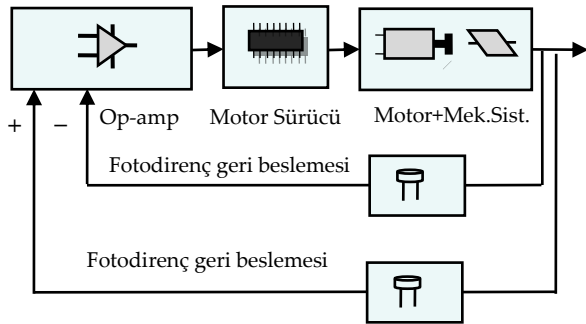 +
−
Op-amp
Motor Sürücü
Motor+Mek.Sist.
Fotodirenç geri beslemesi
Fotodirenç geri beslemesi